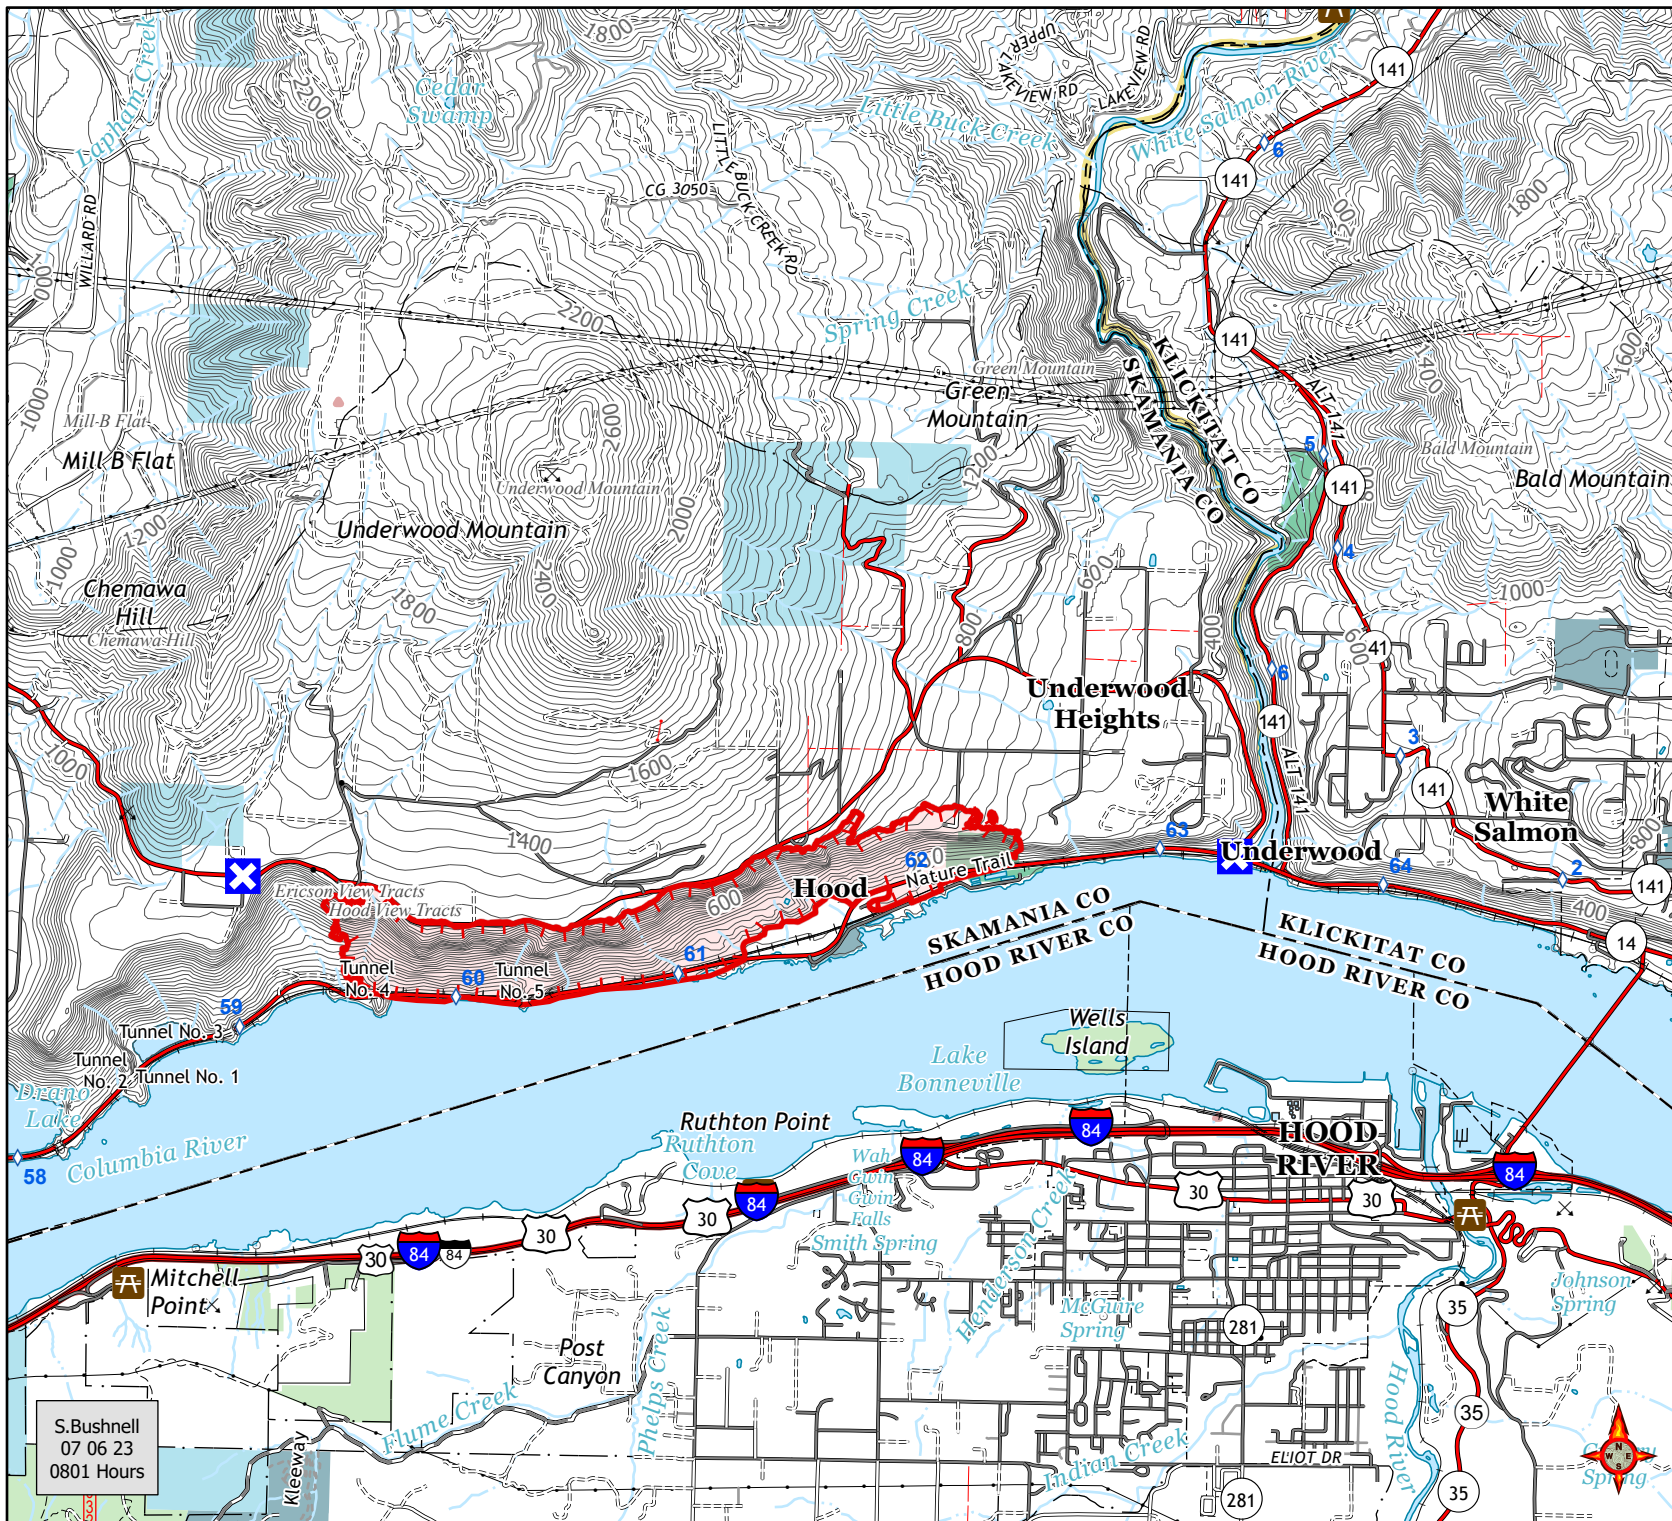 Lapham Creek
1800
2200
Cedar
Swamp
UPPER
LAKEVIEW RD
LAKEVIEW RD
141
Little Buck Creek
White Salmon River
6
141
LITTLE BUCK CREEK RD
CG 3050
WILLARD RD
1800
1200
1000
2200
Spring Creek
KLICKITAT CO
SKAMANIA CO
141
ALT 141
1400
1600
Green Mountain
Green
Mountain
1000
Mill-B Flat
Mill B Flat
2600
5
Bald Mountain
Bald Mountain
141
1200
Underwood Mountain
Underwood Mountain
2000
1200
4
1000
2400
1800
600
1000
Chemawa
Hill
Chemawa Hill
800
400
600
41
6
Underwood
Heights
141
ALT 141
3
1000
1600
141
White
Salmon
800
1400
63
62
Nature Trail
Underwood
64
2
141
400
Ericson View Tracts
Hood View Tracts
Hood
600
SKAMANIA CO
HOOD RIVER CO
KLICKITAT CO
HOOD RIVER CO
14
61
Tunnel
No. 4
60
Tunnel
No. 5
59
Tunnel No. 3
Tunnel
No. 2
Tunnel No. 1
Wells
Island
Lake
Bonneville
Drano
Lake
58
Columbia River
Ruthton Point
Ruthton
Cove
84
84
HOOD
RIVER
Wah
Gwin
Gwin
Falls
Smith Spring
84
30
30
84
30
30
30
84
84
Henderson Creek
Mitchell
Point
Johnson
Spring
McGuire
Spring
281
35
Post
Canyon
Phelps Creek
Flume Creek
Hood River
35
S.Bushnell
07 06 23
0801 Hours
Kleeway
Indian Creek
ELIOT DR
281
35
N
W
E
S
Spring